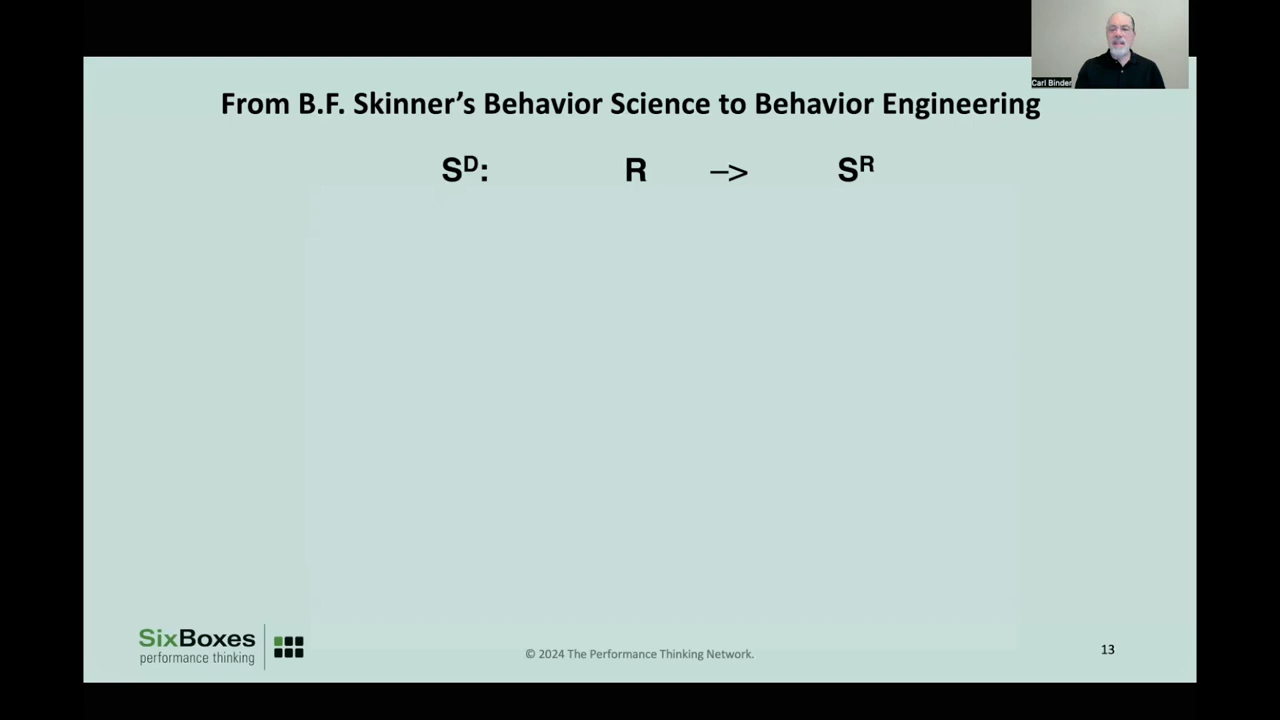 Carl Binder
From B.F. Skinner’s Behavior Science to Behavior Engineering
Sᴰ: R –> Sᴿ
SixBoxes
performance thinking
© 2024 The Performance Thinking Network.
13